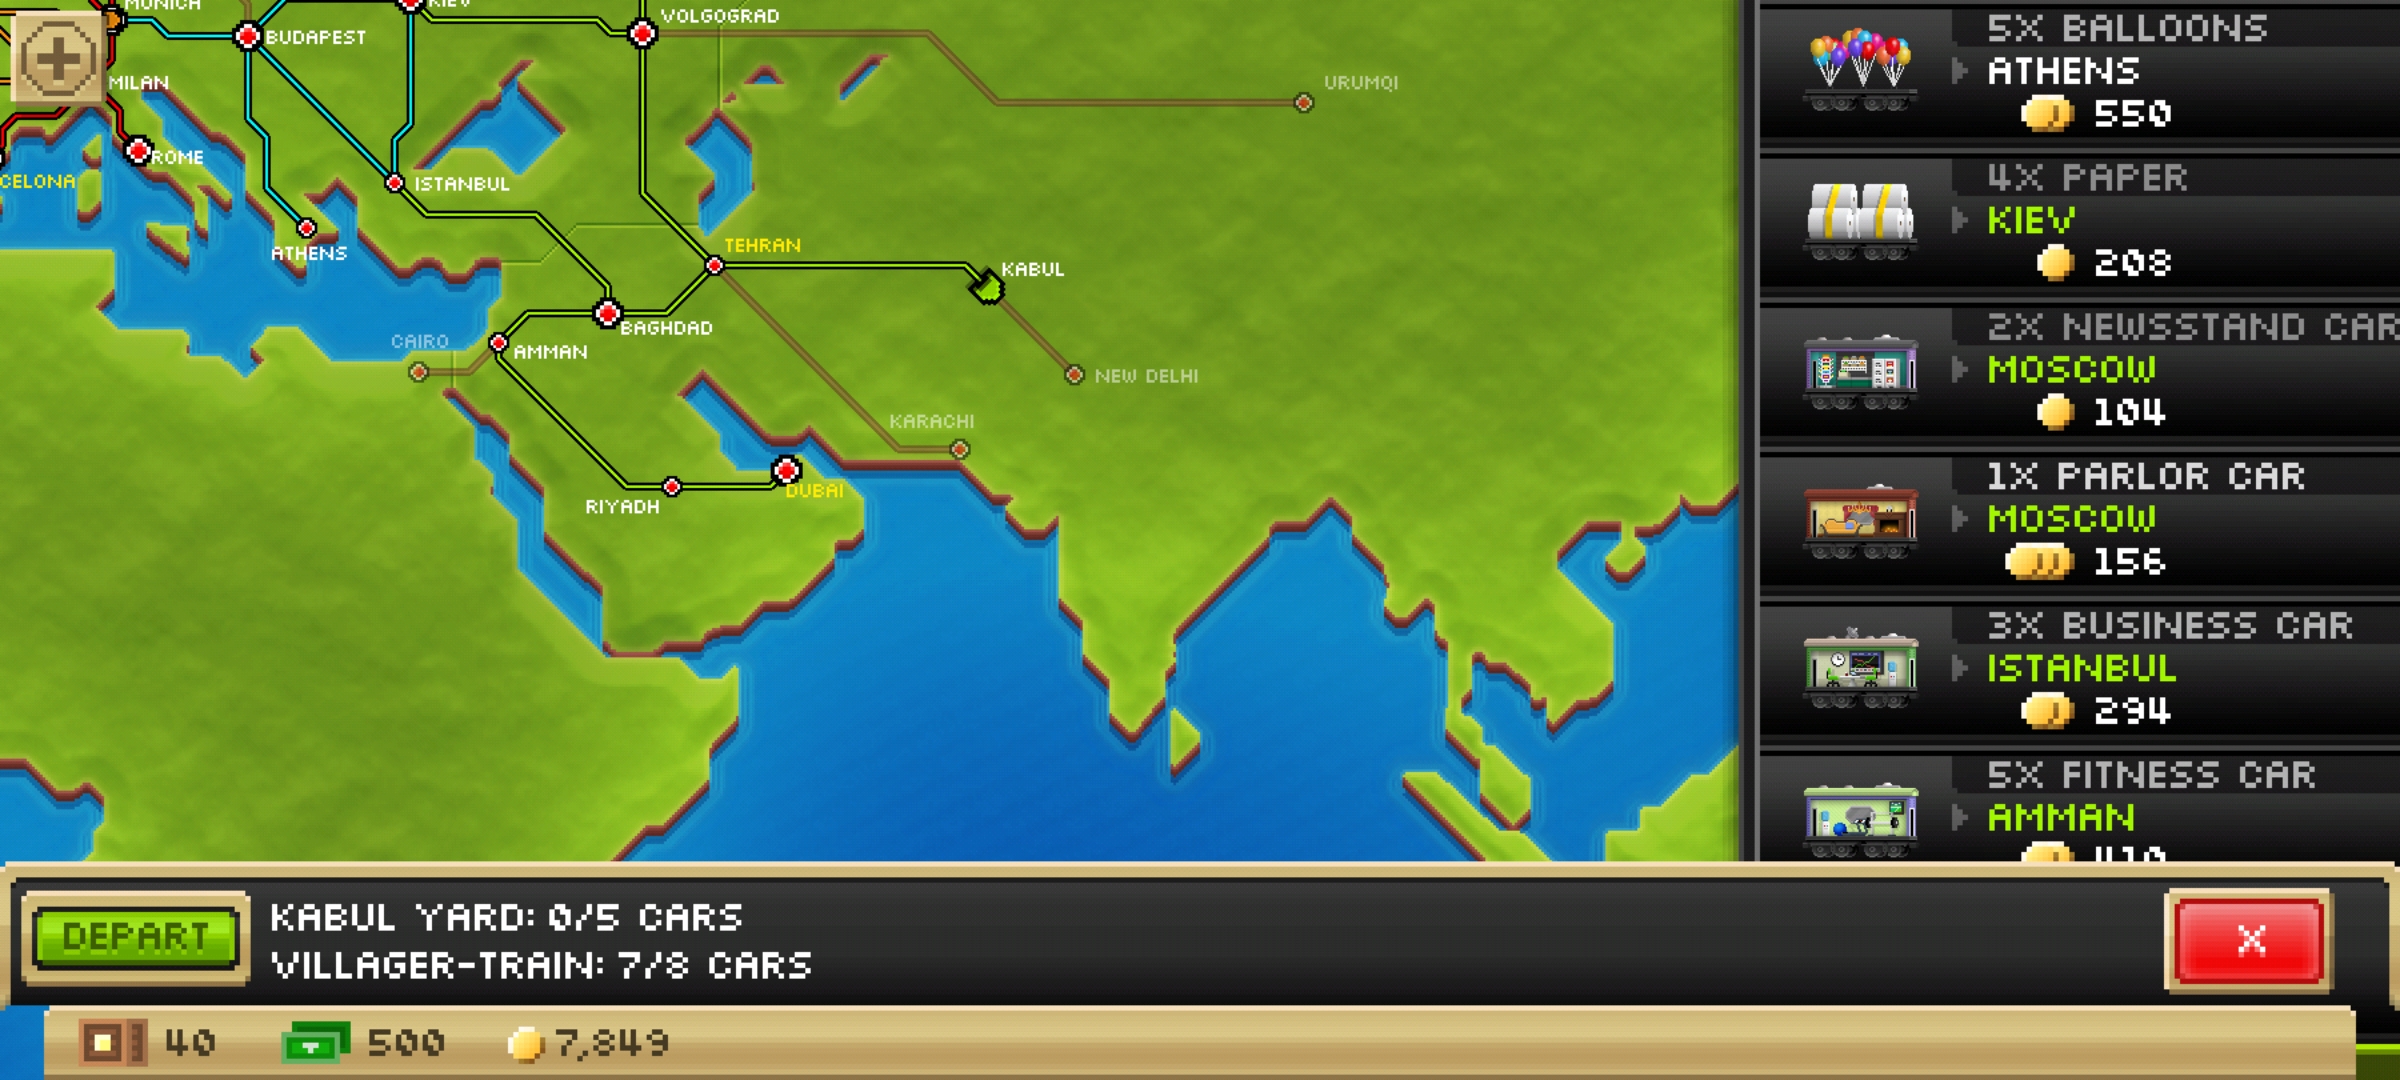 MUNICH
KIEV
VOLGOGRAD
BUDAPEST
MILAN
URUMQI
ROME
CELONA
ISTANBUL
ATHENS
TEHRAN
KABUL
BAGHDAD
CAIRO
AMMAN
NEW DELHI
KARACHI
DUBAI
RIYADH
5X BALLOONS
ATHENS
550
4X PAPER
KIEV
208
2X NEWSSTAND CAR
MOSCOW
104
1X PARLOR CAR
MOSCOW
156
3X BUSINESS CAR
ISTANBUL
294
5X FITNESS CAR
AMMAN
410
DEPART
KABUL YARD: 0/5 CARS
VILLAGER-TRAIN: 7/8 CARS
X
40
500
7,849